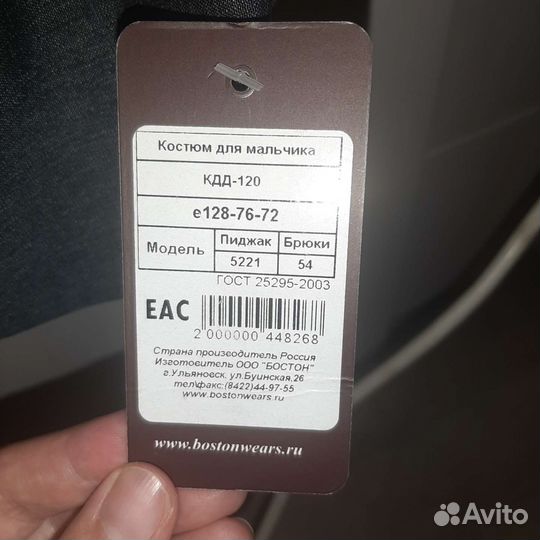 Костюм для мальчика
КДД-120
е128-76-72
Модель Пиджак Брюки
5221 54
ГОСТ 25295-2003
EAC
2 000000 448268
Страна производитель Россия
Изготовитель ООО "БОСТОН"
г.Ульяновск, ул.Буинская,26
тел\факс:(8422)44-97-55
www.bostonwears.ru
www.bostonwears.ru
Avito